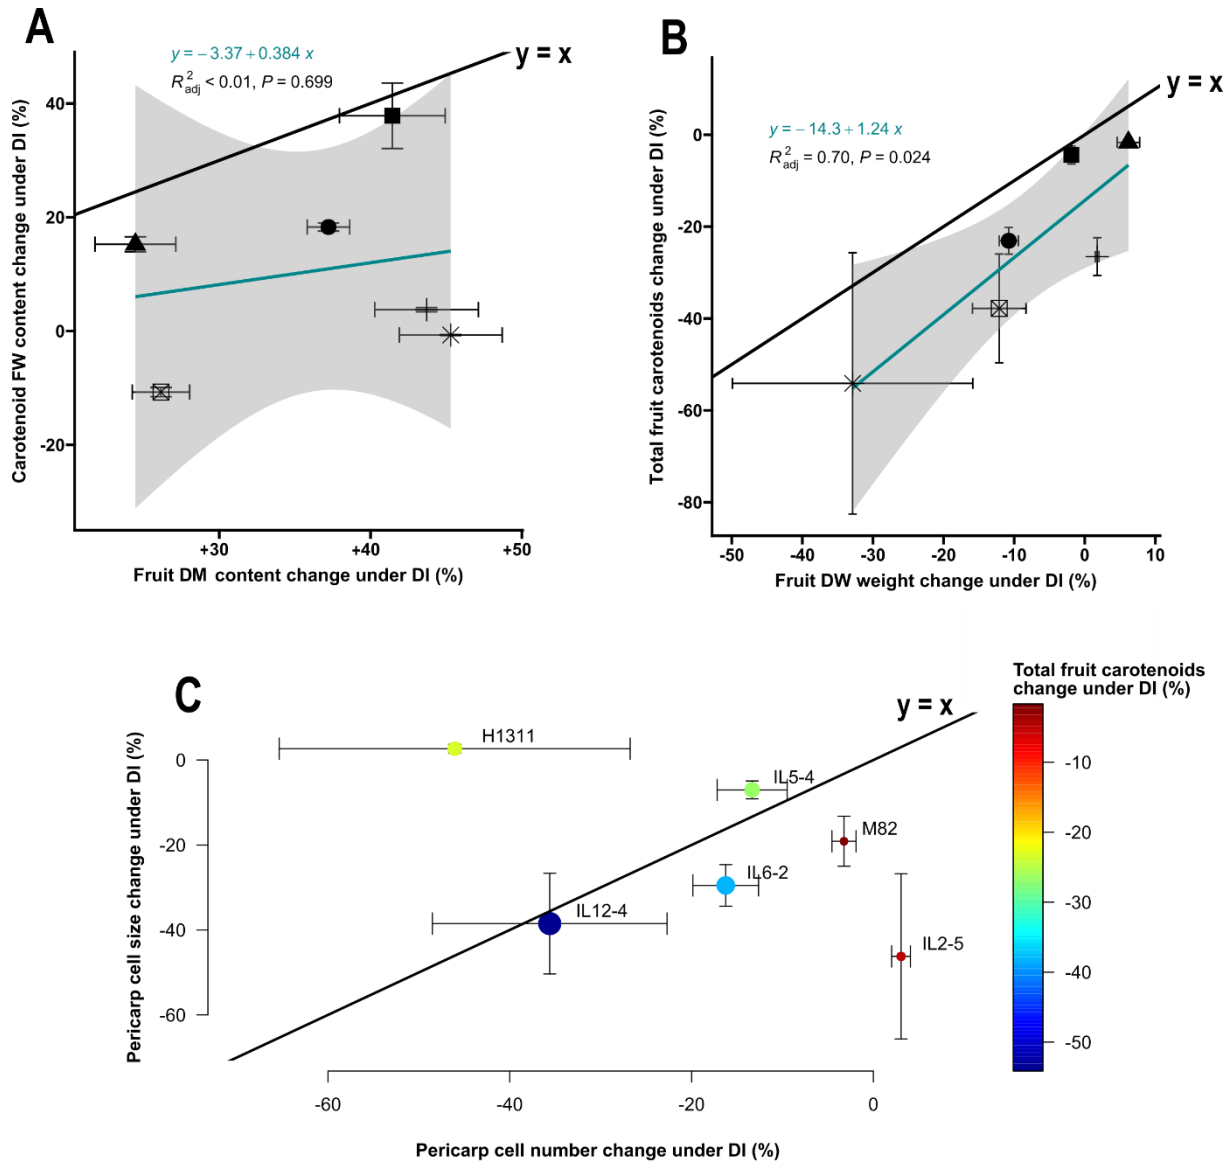 A
y = − 3.37 + 0.384 x
R²adj < 0.01, P = 0.699
y = x
Carotenoid FW content change under DI (%)
40
20
0
-20
+30
+40
+50
Fruit DM content change under DI (%)
B
y = − 14.3 + 1.24 x
R²adj = 0.70, P = 0.024
y = x
Total fruit carotenoids change under DI (%)
0
-20
-40
-60
-80
-50
-40
-30
-20
-10
0
10
Fruit DW weight change under DI (%)
C
y = x
Pericarp cell size change under DI (%)
0
-20
-40
-60
H1311
IL5-4
M82
IL6-2
IL12-4
IL2-5
-60
-40
-20
0
Pericarp cell number change under DI (%)
Total fruit carotenoids
change under DI (%)
-10
-20
-30
-40
-50